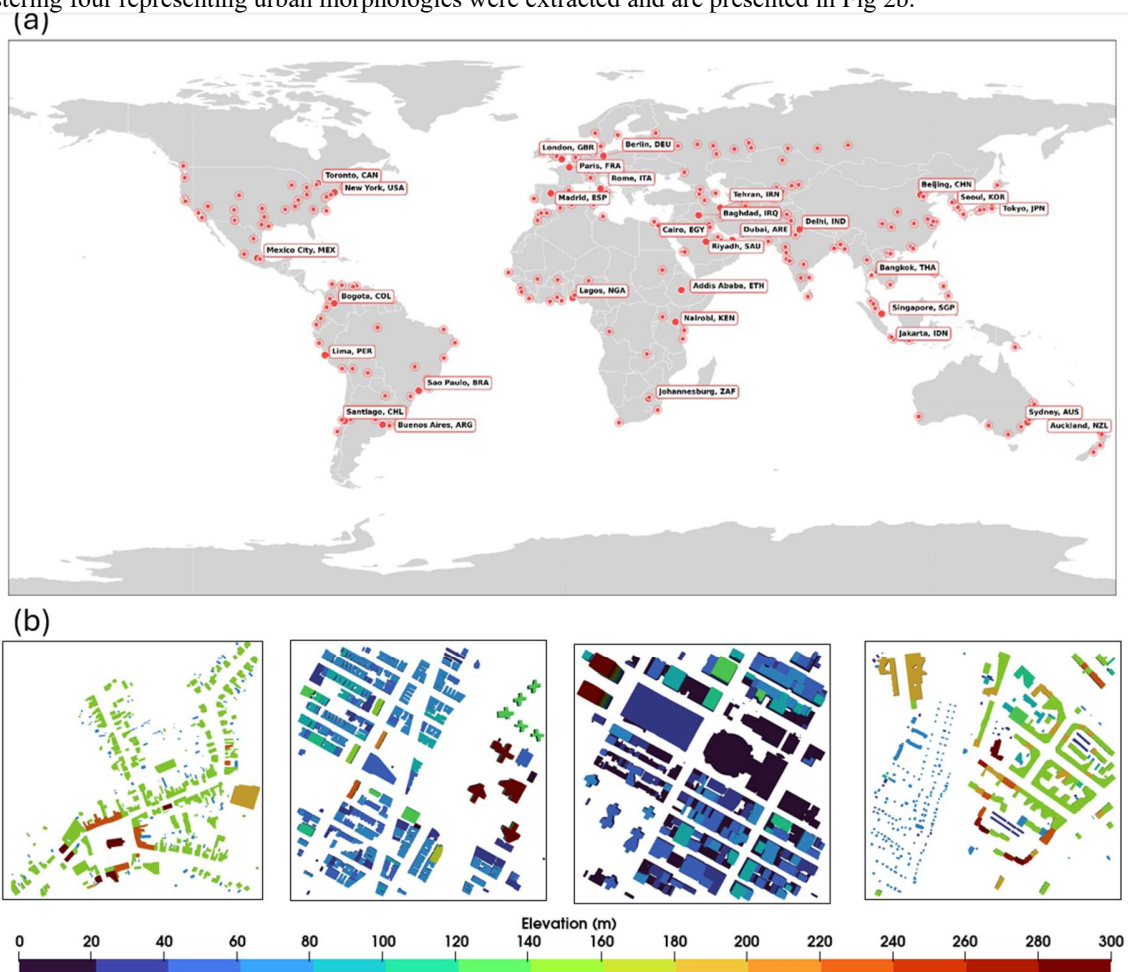 stering four representing urban morphologies were extracted and are presented in Fig 2b.
(a)
London, GBR
Berlin, DEU
Paris, FRA
Rome, ITA
Madrid, ESP
Toronto, CAN
New York, USA
Mexico City, MEX
Tehran, IRN
Baghdad, IRQ
Cairo, EGY
Dubai, ARE
Delhi, IND
Riyadh, SAU
Beijing, CHN
Seoul, KOR
Tokyo, JPN
Bangkok, THA
Bogota, COL
Lagos, NGA
Addis Ababa, ETH
Nairobi, KEN
Singapore, SGP
Jakarta, IDN
Lima, PER
Sao Paulo, BRA
Johannesburg, ZAF
Santiago, CHL
Buenos Aires, ARG
Sydney, AUS
Auckland, NZL
(b)
Elevation (m)
0 20 40 60 80 100 120 140 160 180 200 220 240 260 280 300